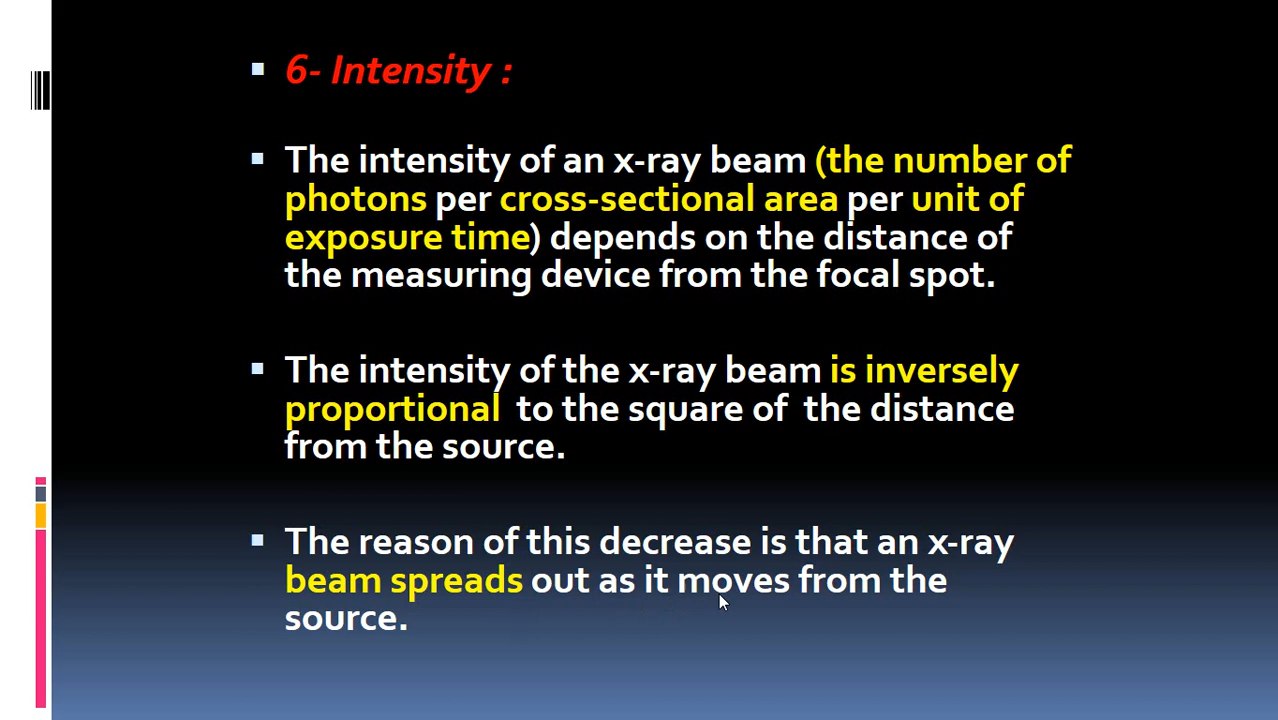 6- Intensity :
The intensity of an x-ray beam (the number of
photons per cross-sectional area per unit of
exposure time) depends on the distance of
the measuring device from the focal spot.
The intensity of the x-ray beam is inversely
proportional to the square of the distance
from the source.
The reason of this decrease is that an x-ray
beam spreads out as it moves from the
source.